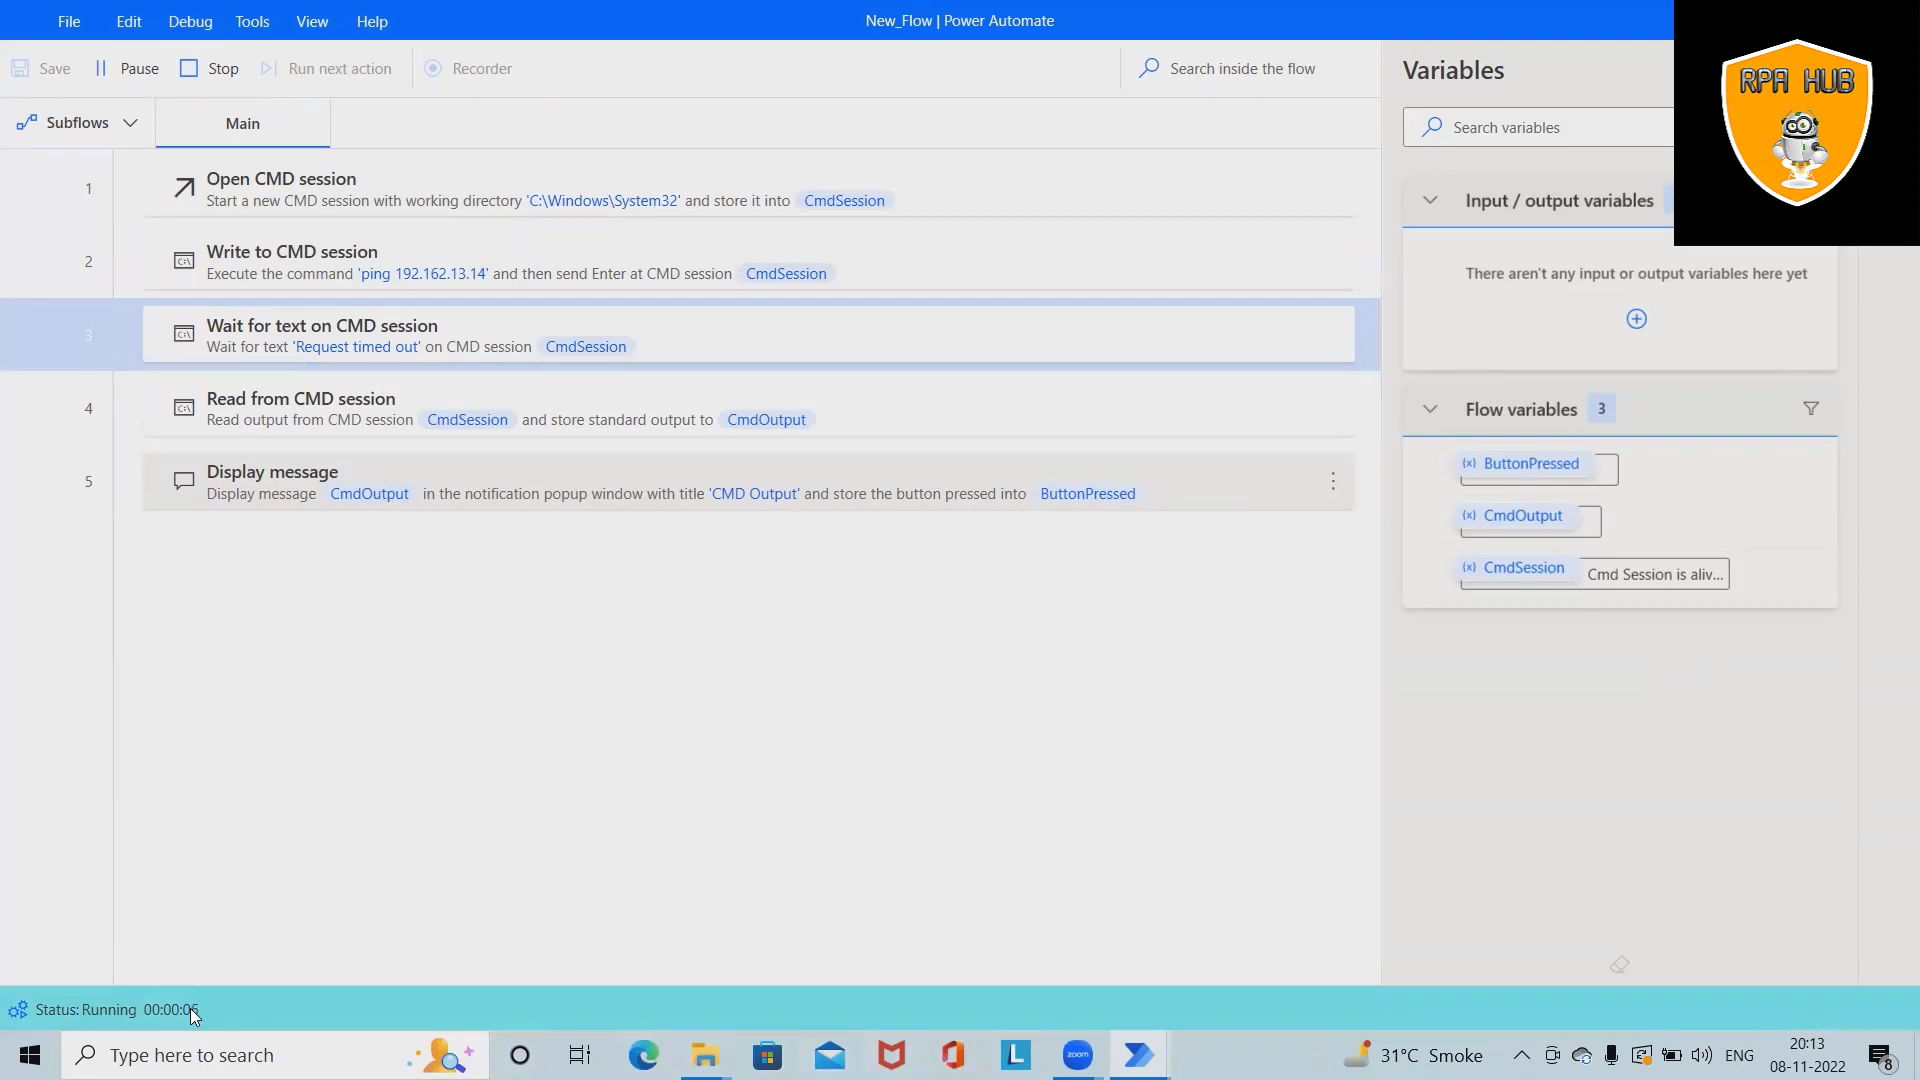 File Edit Debug Tools View Help
New_Flow | Power Automate
Save Pause Stop Run next action Recorder
Search inside the flow
Subflows
Main
1
Open CMD session
Start a new CMD session with working directory 'C:\Windows\System32' and store it into CmdSession
2
Write to CMD session
Execute the command 'ping 192.162.13.14' and then send Enter at CMD session CmdSession
3
Wait for text on CMD session
Wait for text 'Request timed out' on CMD session CmdSession
4
Read from CMD session
Read output from CMD session CmdSession and store standard output to CmdOutput
5
Display message
Display message CmdOutput in the notification popup window with title 'CMD Output' and store the button pressed into ButtonPressed
Variables
RPA HUB
Search variables
Input / output variables
There aren't any input or output variables here yet
Flow variables 3
(x) ButtonPressed
(x) CmdOutput
(x) CmdSession Cmd Session is aliv...
Status: Running 00:00:06
Type here to search
zoom
L
31°C Smoke
ENG
20:13
08-11-2022
8